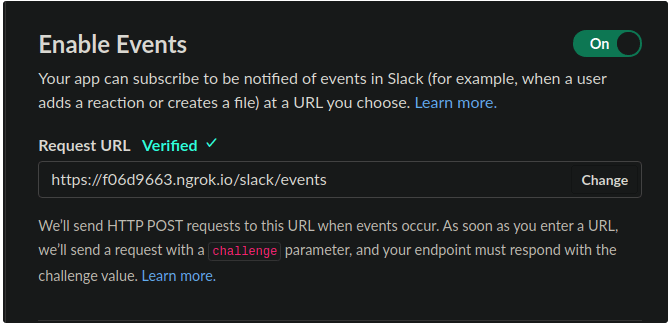 Enable Events
On
Your app can subscribe to be notified of events in Slack (for example, when a user
adds a reaction or creates a file) at a URL you choose. Learn more.
Request URL Verified ✓
https://f06d9663.ngrok.io/slack/events
Change
We’ll send HTTP POST requests to this URL when events occur. As soon as you enter a URL,
we’ll send a request with a challenge parameter, and your endpoint must respond with the
challenge value. Learn more.